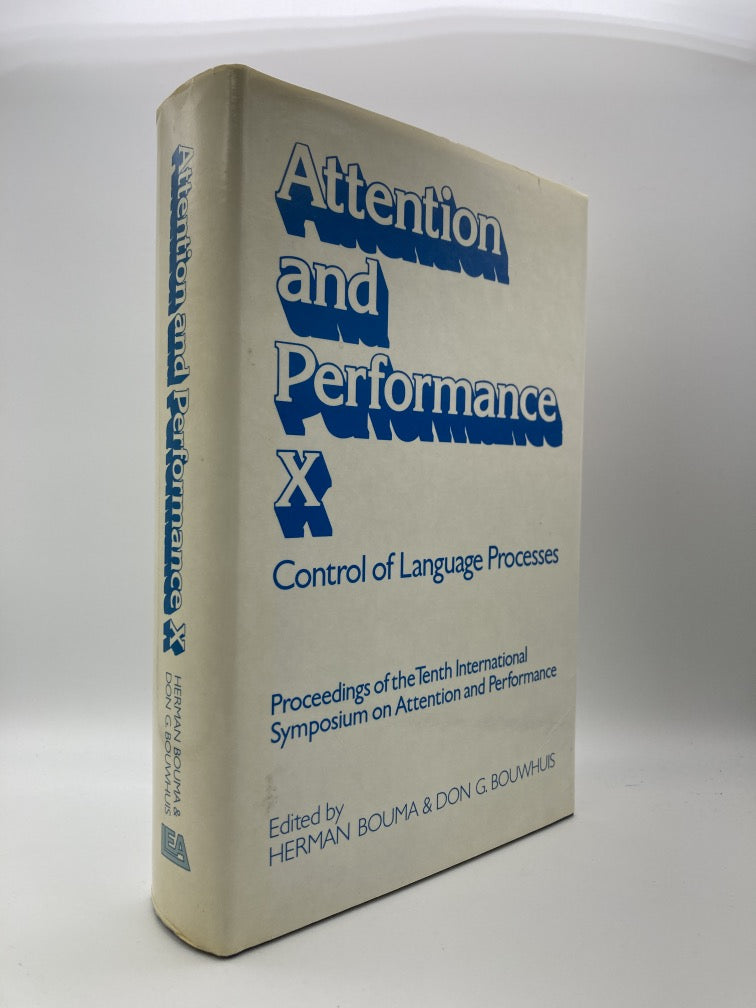 Attention
and
Performance
X
Control of Language Processes
Proceedings of the Tenth International
Symposium on Attention and Performance
Edited by
HERMAN BOUMA & DON G. BOUWHUIS
Attention and Performance X
HERMAN BOUMA &
DON G. BOUWHUIS
LEA